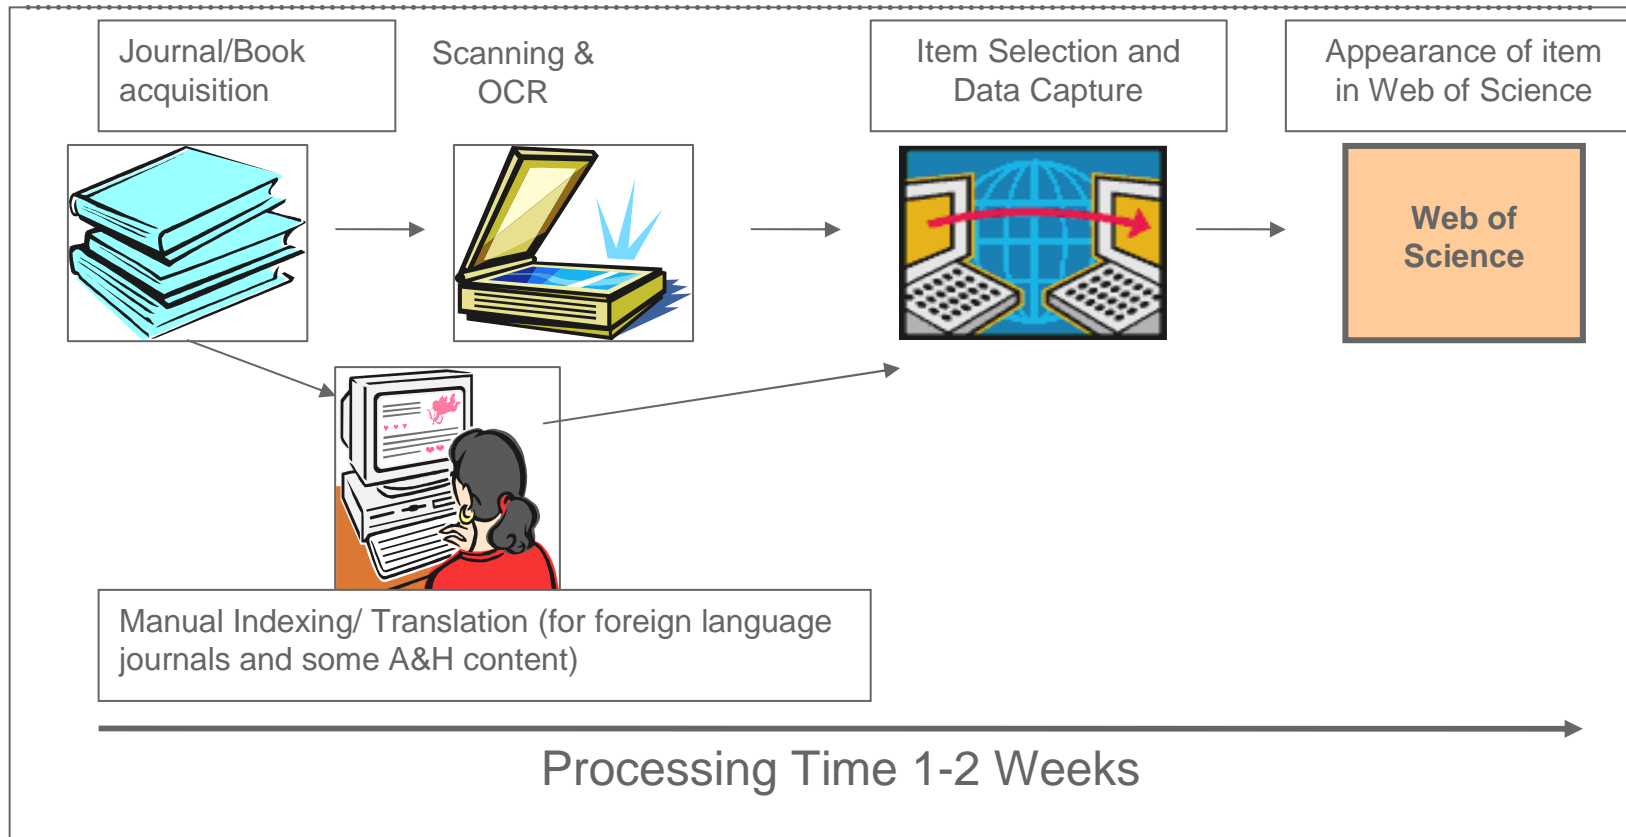 Journal/Book
acquisition
Scanning &
OCR
Item Selection and
Data Capture
Appearance of item
in Web of Science
Web of
Science
Manual Indexing/ Translation (for foreign language
journals and some A&H content)
Processing Time 1-2 Weeks